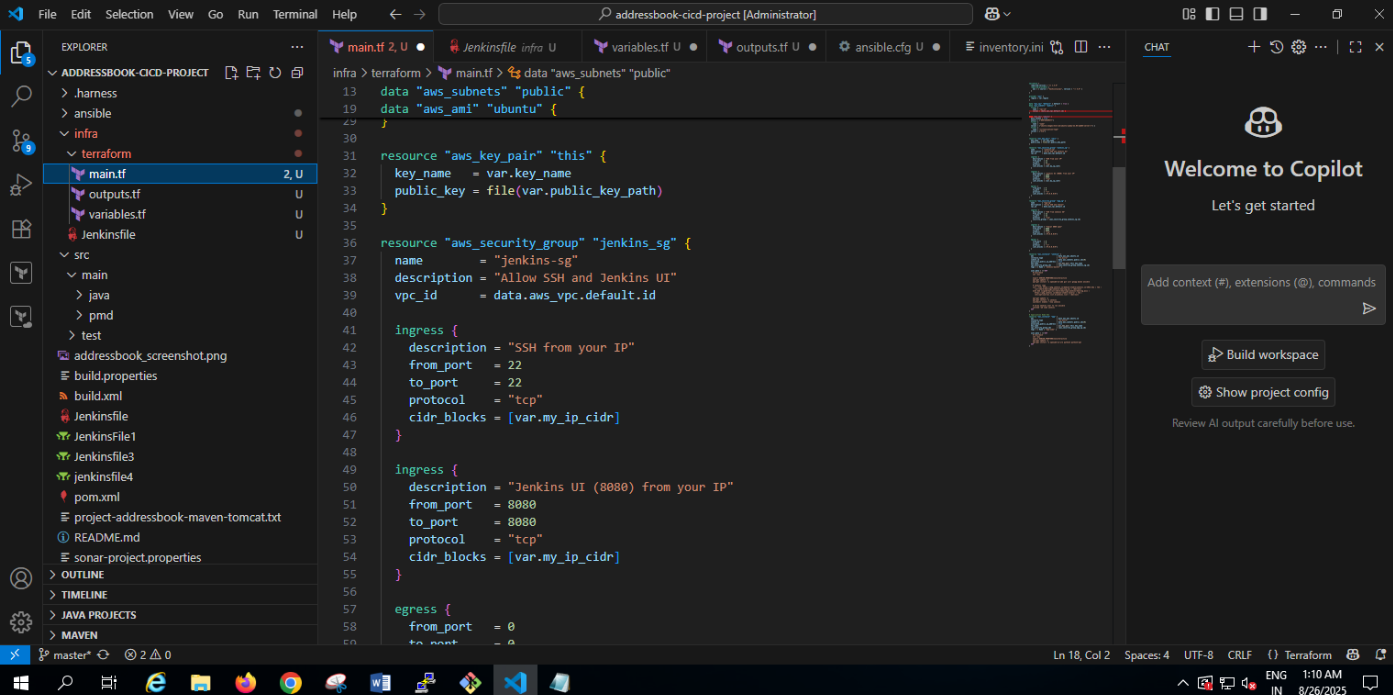 File Edit Selection View Go Run Terminal Help
addressbook-cicd-project [Administrator]
EXPLORER
main.tf 2, U
Jenkinsfile infra U
variables.tf U
outputs.tf U
ansible.cfg U
inventory.ini
CHAT
ADDRESSBOOK-CICD-PROJECT
infra > terraform > main.tf > data "aws_subnets" "public"
.harness
ansible
infra
terraform
main.tf 2, U
outputs.tf U
variables.tf U
Jenkinsfile U
src
main
java
pmd
test
addressbook_screenshot.png
build.properties
build.xml
Jenkinsfile
JenkinsFile1
Jenkinsfile3
jenkinsfile4
pom.xml
project-addressbook-maven-tomcat.txt
README.md
sonar-project.properties
OUTLINE
TIMELINE
JAVA PROJECTS
MAVEN
5
9
13 data "aws_subnets" "public" {
19 data "aws_ami" "ubuntu" {
29 }
30
31 resource "aws_key_pair" "this" {
32 key_name = var.key_name
33 public_key = file(var.public_key_path)
34 }
35
36 resource "aws_security_group" "jenkins_sg" {
37 name = "jenkins-sg"
38 description = "Allow SSH and Jenkins UI"
39 vpc_id = data.aws_vpc.default.id
40
41 ingress {
42 description = "SSH from your IP"
43 from_port = 22
44 to_port = 22
45 protocol = "tcp"
46 cidr_blocks = [var.my_ip_cidr]
47 }
48
49 ingress {
50 description = "Jenkins UI (8080) from your IP"
51 from_port = 8080
52 to_port = 8080
53 protocol = "tcp"
54 cidr_blocks = [var.my_ip_cidr]
55 }
56
57 egress {
58 from_port = 0
59 to_port = 0
Welcome to Copilot
Let's get started
Add context (#), extensions (@), commands
Build workspace
Show project config
Review AI output carefully before use.
master* 2 0
Ln 18, Col 2 Spaces: 4 UTF-8 CRLF {} Terraform
ENG
IN
1:10 AM
8/26/2025